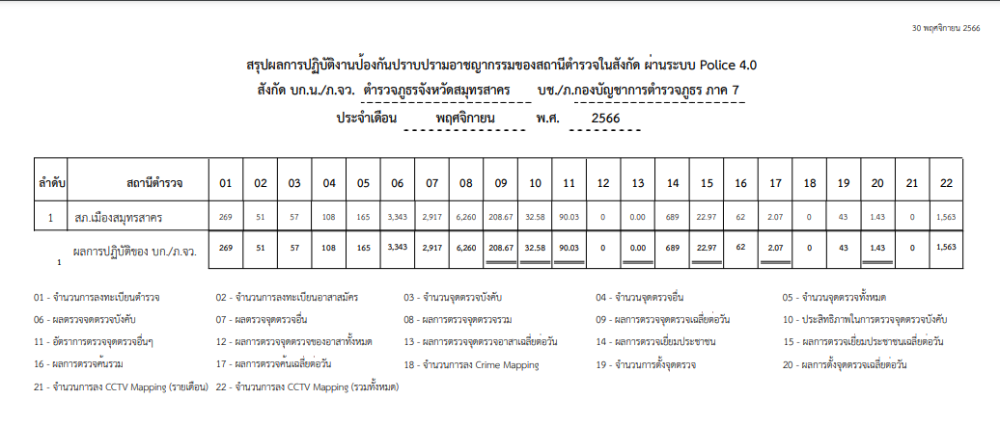 30 พฤศจิกายน 2566
สรุปผลการปฏิบัติงานป้องกันปราบปรามอาชญากรรมของสถานีตำรวจในสังกัด ผ่านระบบ Police 4.0
สังกัด บก.น./ภ.จว. ตำรวจภูธรจังหวัดสมุทรสาคร บช./ภ.กองบัญชาการตำรวจภูธร ภาค 7
ประจำเดือน พฤศจิกายน พ.ศ. 2566
ลำดับ สถานีตำรวจ 01 02 03 04 05 06 07 08 09 10 11 12 13 14 15 16 17 18 19 20 21 22
1 สภ.เมืองสมุทรสาคร 269 51 57 108 165 3,343 2,917 6,260 208.67 32.58 90.03 0 0.00 689 22.97 62 2.07 0 43 1.43 0 1,563
1 ผลการปฏิบัติของ บก./ภ.จว. 269 51 57 108 165 3,343 2,917 6,260 208.67 32.58 90.03 0 0.00 689 22.97 62 2.07 0 43 1.43 0 1,563
01 - จำนวนการลงทะเบียนตำรวจ 02 - จำนวนการลงทะเบียนอาสาสมัคร 03 - จำนวนจุดตรวจบังคับ 04 - จำนวนจุดตรวจอื่น 05 - จำนวนจุดตรวจทั้งหมด
06 - ผลตรวจจุดตรวจบังคับ 07 - ผลตรวจจุดตรวจอื่น 08 - ผลการตรวจจุดตรวจรวม 09 - ผลการตรวจจุดตรวจเฉลี่ยต่อวัน 10 - ประสิทธิภาพในการตรวจจุดตรวจบังคับ
11 - อัตราการตรวจจุดตรวจอื่นๆ 12 - ผลการตรวจจุดตรวจของอาสาทั้งหมด 13 - ผลการตรวจจุดตรวจอาสาเฉลี่ยต่อวัน 14 - ผลการตรวจเยี่ยมประชาชน 15 - ผลการตรวจเยี่ยมประชาชนเฉลี่ยต่อวัน
16 - ผลการตรวจค้นรวม 17 - ผลการตรวจค้นเฉลี่ยต่อวัน 18 - จำนวนการลง Crime Mapping 19 - จำนวนการตั้งจุดตรวจ 20 - ผลการตั้งจุดตรวจเฉลี่ยต่อวัน
21 - จำนวนการลง CCTV Mapping (รายเดือน) 22 - จำนวนการลง CCTV Mapping (รวมทั้งหมด)